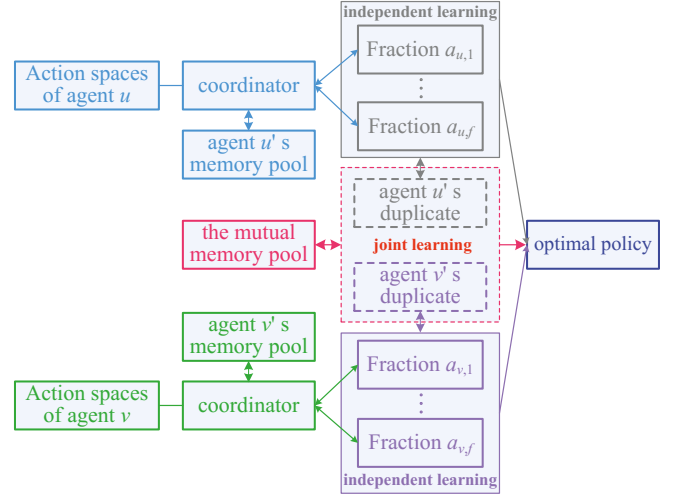 independent learning
Fraction a_{u,1}
⋮
Fraction a_{u,f}
Action spaces
of agent u
coordinator
agent u' s
memory pool
agent u' s
duplicate
the mutual
memory pool
joint learning
optimal policy
agent v' s
duplicate
agent v' s
memory pool
Action spaces
of agent v
coordinator
Fraction a_{v,1}
⋮
Fraction a_{v,f}
independent learning